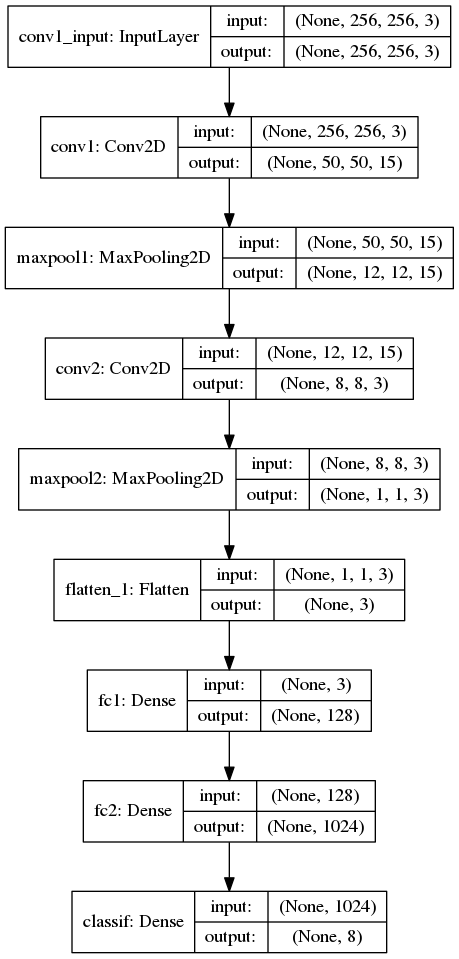 conv1_input: InputLayer
input: (None, 256, 256, 3)
output: (None, 256, 256, 3)
conv1: Conv2D
input: (None, 256, 256, 3)
output: (None, 50, 50, 15)
maxpool1: MaxPooling2D
input: (None, 50, 50, 15)
output: (None, 12, 12, 15)
conv2: Conv2D
input: (None, 12, 12, 15)
output: (None, 8, 8, 3)
maxpool2: MaxPooling2D
input: (None, 8, 8, 3)
output: (None, 1, 1, 3)
flatten_1: Flatten
input: (None, 1, 1, 3)
output: (None, 3)
fc1: Dense
input: (None, 3)
output: (None, 128)
fc2: Dense
input: (None, 128)
output: (None, 1024)
classif: Dense
input: (None, 1024)
output: (None, 8)